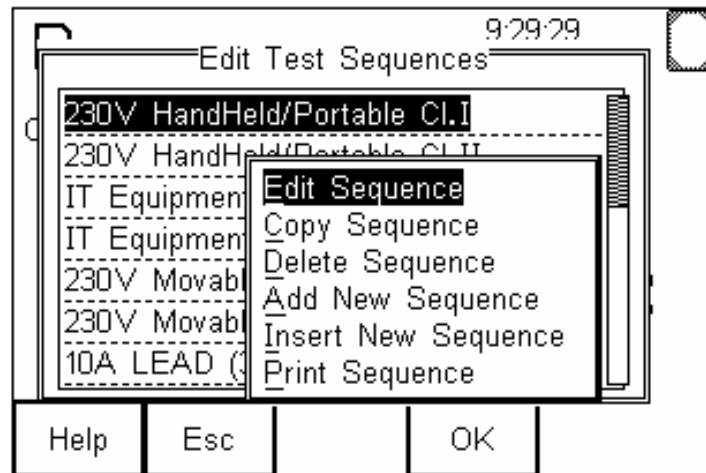 9:29:29
Edit Test Sequences
230V HandHeld/Portable Cl.I
230V HandHeld/Portable Cl.II
IT Equipment
IT Equipment
230V Movabl
230V Movabl
10A LEAD (
Edit Sequence
Copy Sequence
Delete Sequence
Add New Sequence
Insert New Sequence
Print Sequence
Help
Esc
OK